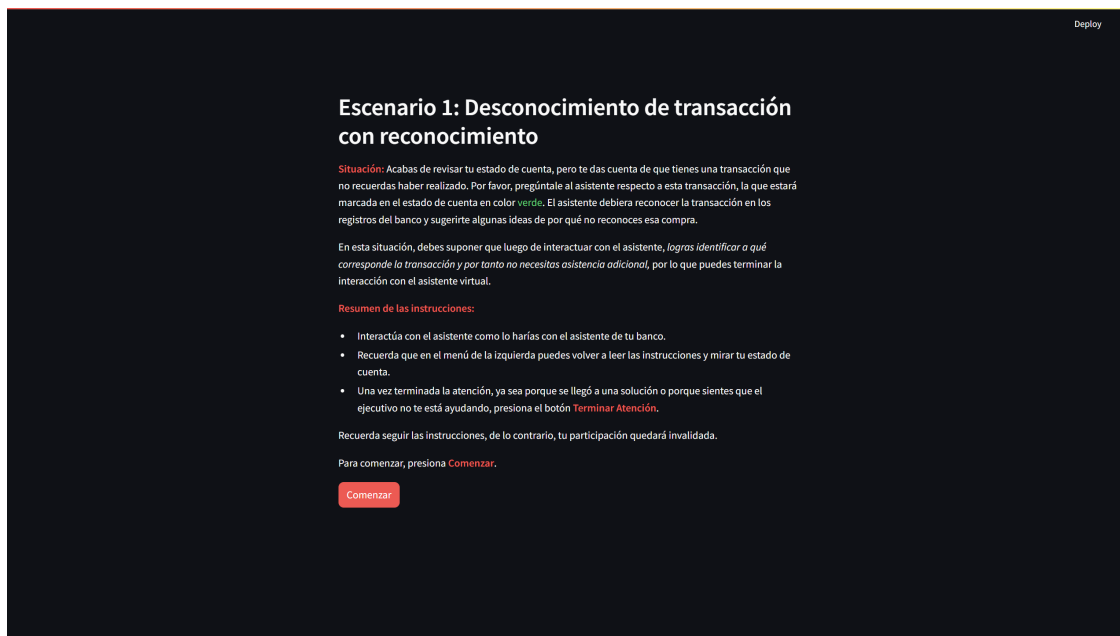 Deploy
Escenario 1: Desconocimiento de transacción
con reconocimiento
Situación: Acabas de revisar tu estado de cuenta, pero te das cuenta de que tienes una transacción que
no recuerdas haber realizado. Por favor, pregúntale al asistente respecto a esta transacción, la que estará
marcada en el estado de cuenta en color verde. El asistente debiera reconocer la transacción en los
registros del banco y sugerirte algunas ideas de por qué no reconoces esa compra.
En esta situación, debes suponer que luego de interactuar con el asistente, logras identificar a qué
corresponde la transacción y por tanto no necesitas asistencia adicional, por lo que puedes terminar la
interacción con el asistente virtual.
Resumen de las instrucciones:
• Interactúa con el asistente como lo harías con el asistente de tu banco.
• Recuerda que en el menú de la izquierda puedes volver a leer las instrucciones y mirar tu estado de
cuenta.
• Una vez terminada la atención, ya sea porque se llegó a una solución o porque sientes que el
ejecutivo no te está ayudando, presiona el botón Terminar Atención.
Recuerda seguir las instrucciones, de lo contrario, tu participación quedará invalidada.
Para comenzar, presiona Comenzar.
Comenzar